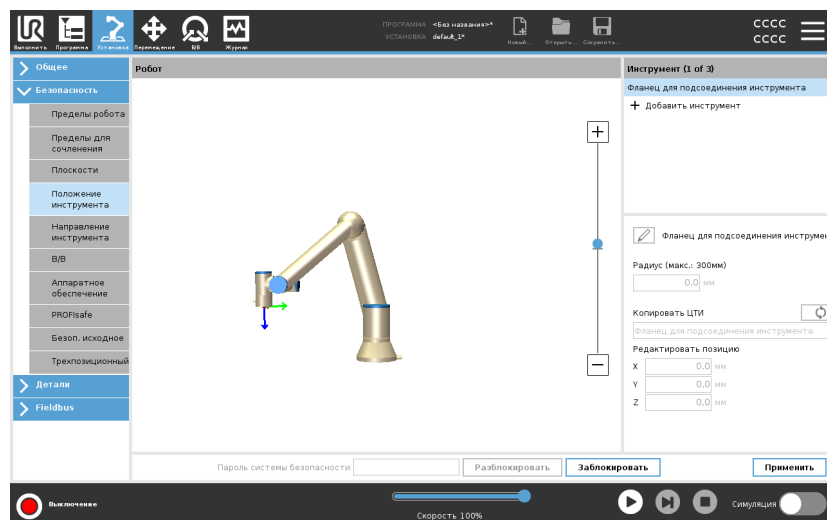 ПРОГРАММА <Без названия>*
УСТАНОВКА default_1*
Выполнить Программа Установка Перемещение В/В Журнал
Новый... Открыть... Сохранить...
CCCC
CCCC
Общее
Безопасность
Пределы робота
Пределы для
сочленения
Плоскости
Положение
инструмента
Направление
инструмента
В/В
Аппаратное
обеспечение
PROFIsafe
Безоп. исходное
Трехпозиционный
Детали
Fieldbus
Робот
Инструмент (1 of 3)
Фланец для подсоединения инструмента
Добавить инструмент
Фланец для подсоединения инструмен
Радиус (макс.: 300мм)
0,0 мм
Копировать ЦТИ
Фланец для подсоединения инструмента
Редактировать позицию
X 0,0 мм
Y 0,0 мм
Z 0,0 мм
Пароль системы безопасности Разблокировать Заблокировать Применить
Выключение
Скорость 100%
Симуляция